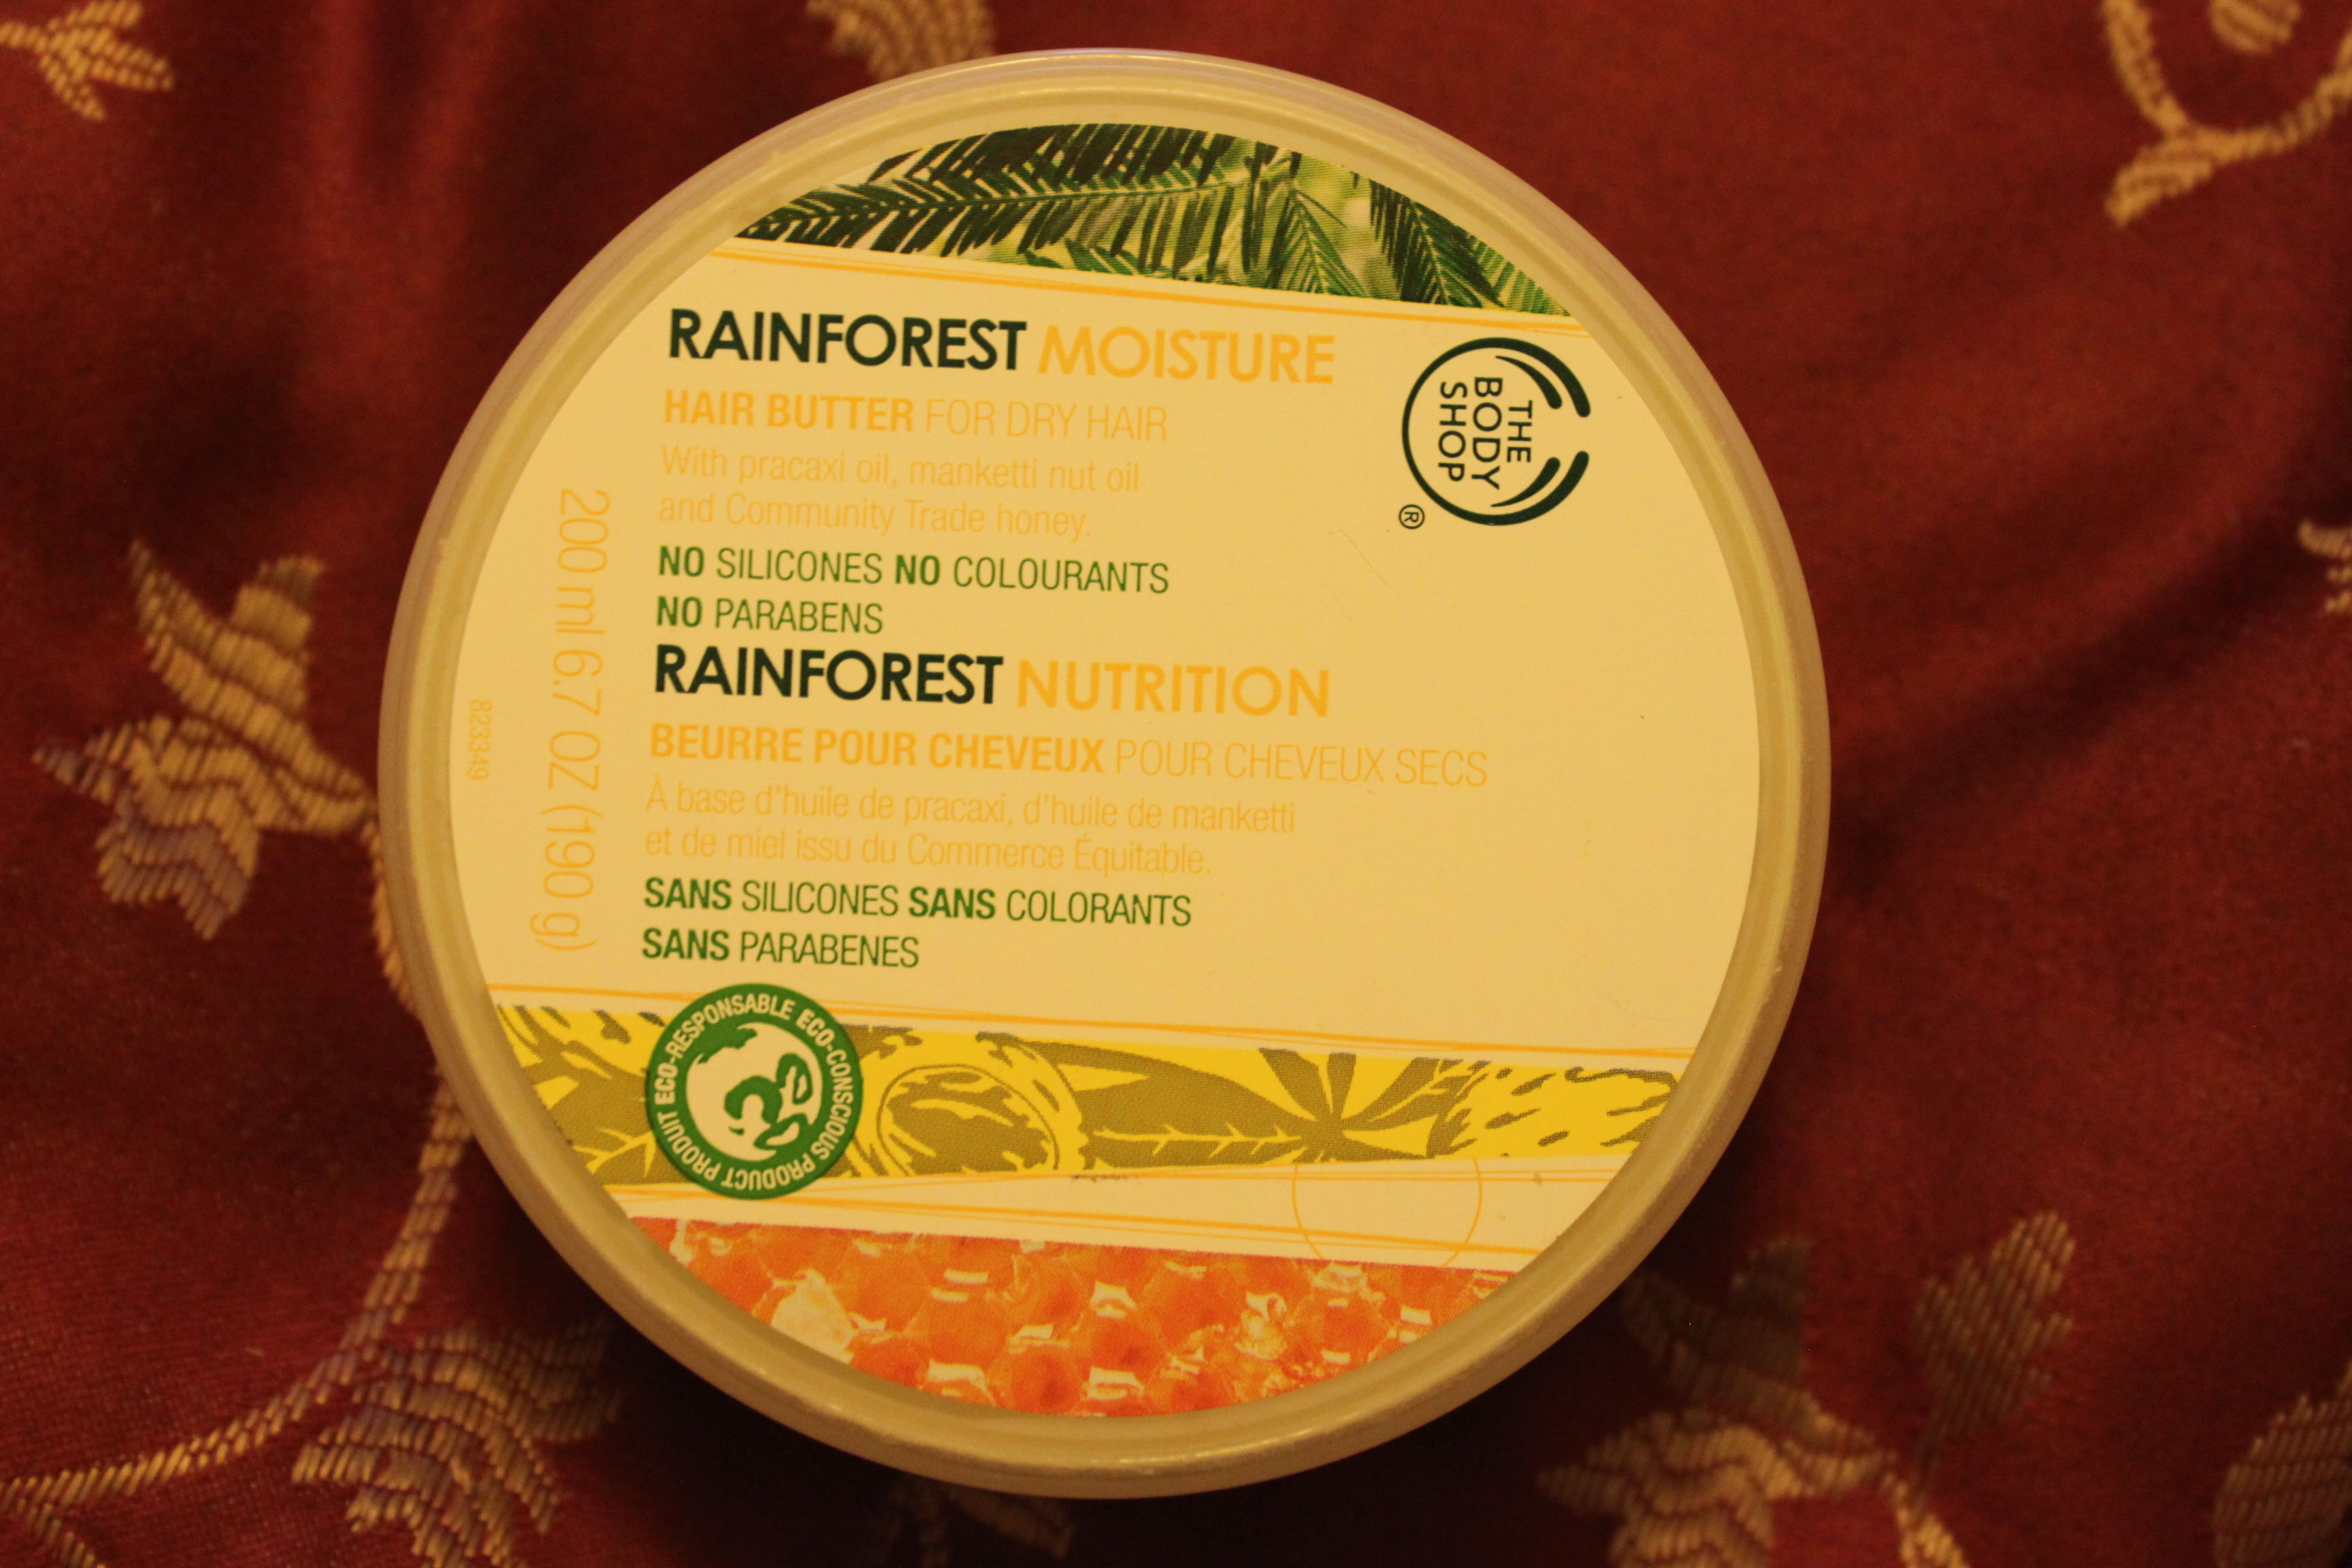 RAINFOREST MOISTURE
HAIR BUTTER FOR DRY HAIR
With pracaxi oil, manketti nut oil
and Community Trade honey.
NO SILICONES NO COLOURANTS
NO PARABENS
RAINFOREST NUTRITION
BEURRE POUR CHEVEUX POUR CHEVEUX SECS
À base d'huile de pracaxi, d'huile de manketti
et de miel issu du Commerce Équitable.
SANS SILICONES SANS COLORANTS
SANS PARABENES
THE
BODY
SHOP
®
200 ml 6.7 OZ (190 g)
823349
PRODUIT ECO-RESPONSABLE ECO-CONSCIOUS PRODUCT